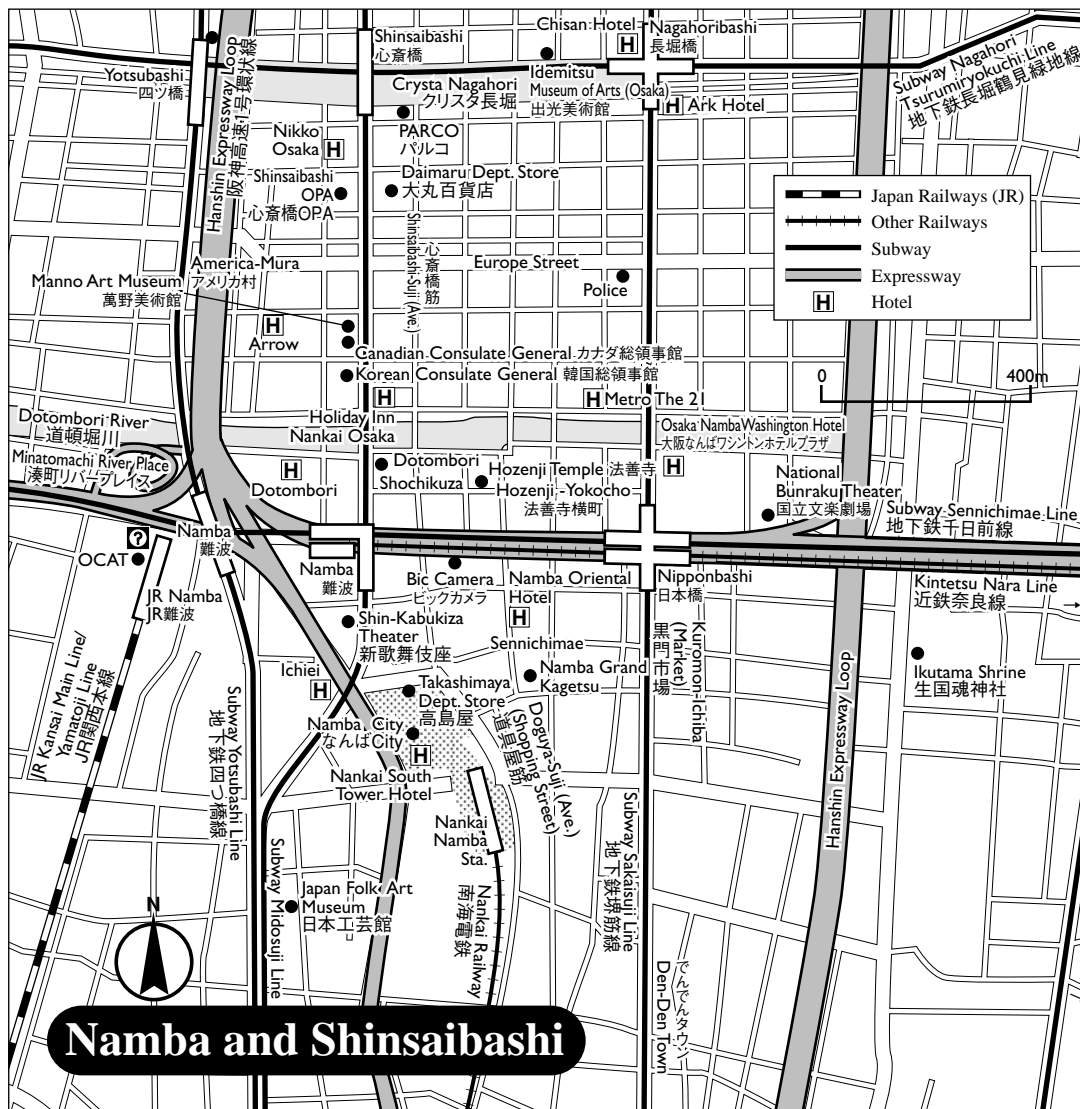 Chisan Hotel
H
Nagahoribashi
長堀橋
Shinsaibashi
心斎橋
Yotsubashi
四ツ橋
Hanshin Expressway Loop
阪神高速1号環状線
Idemitsu
Museum of Arts (Osaka)
出光美術館
Crysta Nagahori
クリスタ長堀
H Ark Hotel
Subway Nagahori
Tsurumiryokuchi Line
地下鉄長堀鶴見緑地線
PARCO
パルコ
Nikko
Osaka H
Daimaru Dept. Store
大丸百貨店
Shinsaibashi
OPA
心斎橋OPA
Shinsaibashi-Suji (Ave.)
心斎橋筋
Japan Railways (JR)
Other Railways
Subway
Expressway
H Hotel
Europe Street
Police
America-Mura
アメリカ村
Manno Art Museum
萬野美術館
H
Arrow
Canadian Consulate General カナダ総領事館
Korean Consulate General 韓国総領事館
0 400m
H
Holiday Inn
Nankai Osaka
H Metro The 21
Dotombori River
道頓堀川
Osaka NambaWashington Hotel
大阪なんばワシントンホテルプラザ
H
Minatomachi River Place
湊町リバープレイス
H
Dotombori
Dotombori
Shochikuza
Hozenji Temple 法善寺
Hozenji -Yokocho
法善寺横町
National
Bunraku Theater
国立文楽劇場
Subway Sennichimae Line
地下鉄千日前線
?
OCAT
Namba
難波
Namba
難波
Bic Camera
ビックカメラ
Namba Oriental
Hotel
H
Nipponbashi
日本橋
Kintetsu Nara Line
近鉄奈良線
→
JR Namba
JR難波
Shin-Kabukiza
Theater
新歌舞伎座
Sennichimae
黒門市場
Kuromon-Ichiba
(Market)
Ikutama Shrine
生国魂神社
Ichiei
H
Takashimaya
Dept. Store
高島屋
Namba Grand
Kagetsu
Namba City
なんばCity
H
Nankai South
Tower Hotel
Doguya-Suji (Ave.)
(Shopping Street)
道具屋筋
JR Kansai Main Line/
Yamatoji Line
JR関西本線
Subway Yotsubashi Line
地下鉄四つ橋線
Nankai
Namba
Sta.
Subway Sakaisuji Line
地下鉄堺筋線
Hanshin Expressway Loop
Subway Midosuji Line
Japan Folk Art
Museum
日本工芸館
Nankai Railway
南海電鉄
でんでんタウン
Den-Den Town
N
Namba and Shinsaibashi